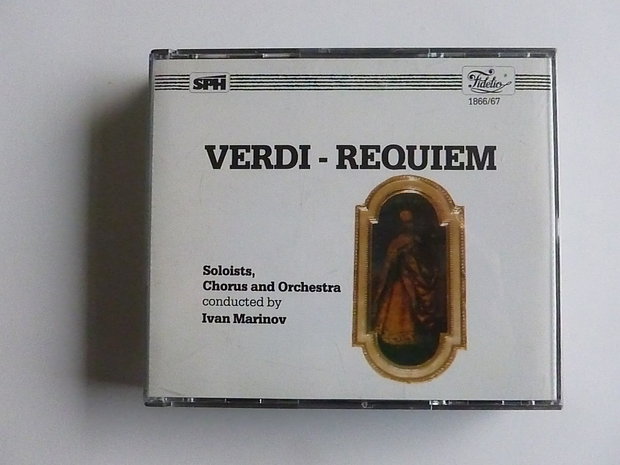 SPH
Fidelio
1866/67
VERDI - REQUIEM
Soloists,
Chorus and Orchestra
conducted by
Ivan Marinov